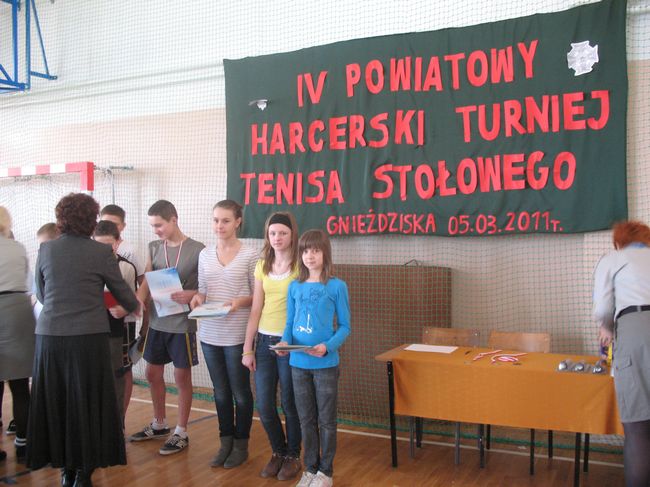 IV POWIATOWY
HARCERSKI TURNIEJ
TENISA STOŁOWEGO
GNIEŹDZISKA 05.03.2011r.